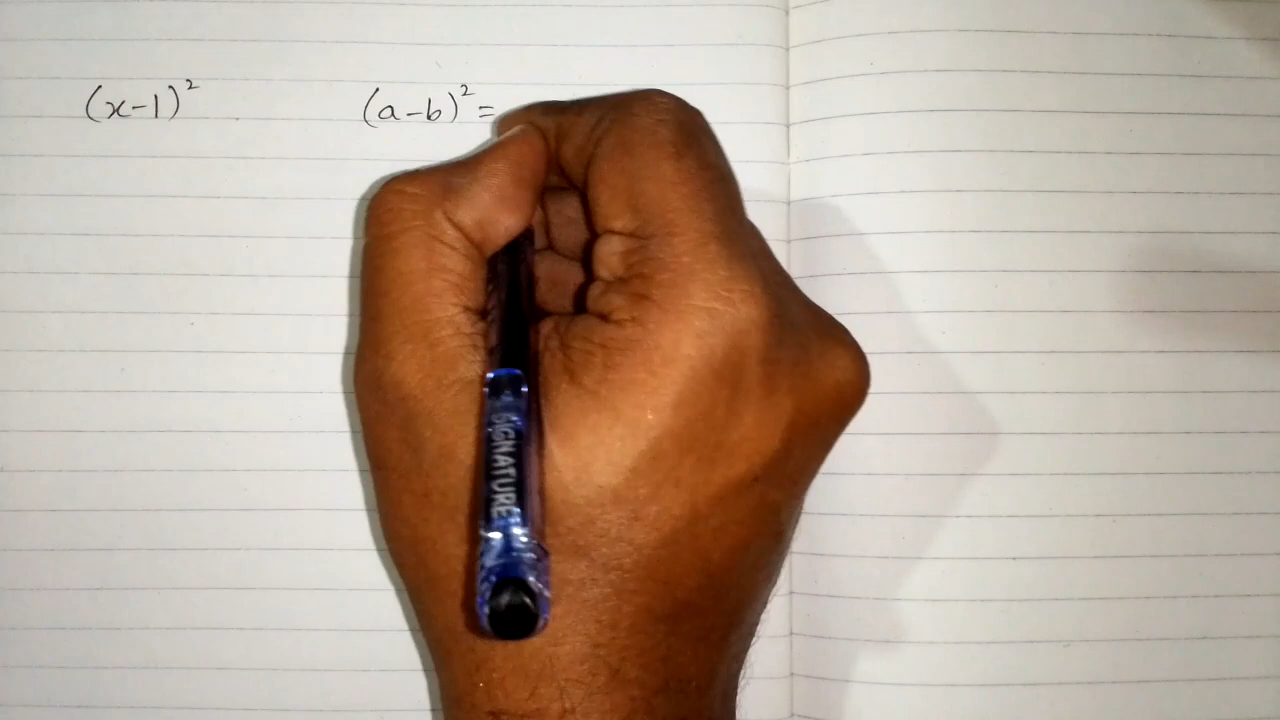 (x-1)² (a-b)² =
SIGNATURE